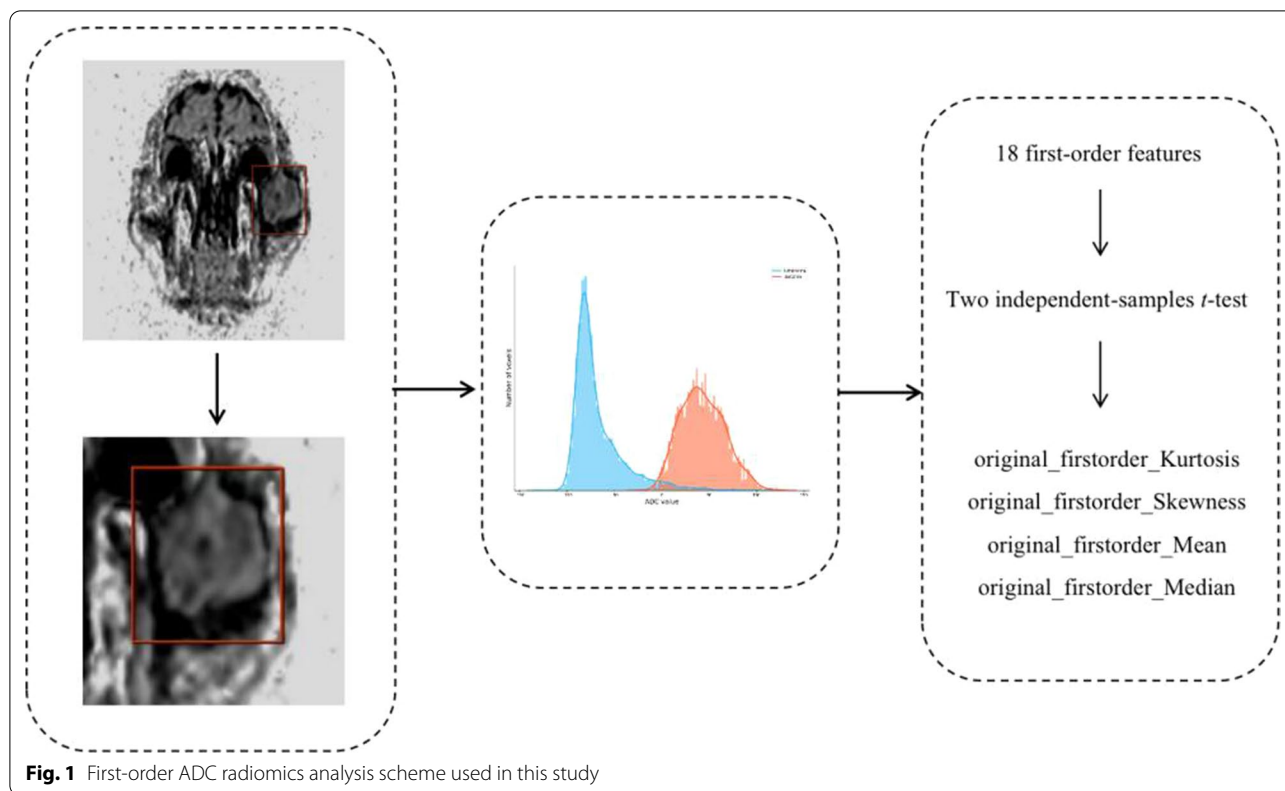 Number of voxels
ADC value
18 first-order features
Two independent-samples t-test
original_firstorder_Kurtosis
original_firstorder_Skewness
original_firstorder_Mean
original_firstorder_Median
Fig. 1 First-order ADC radiomics analysis scheme used in this study